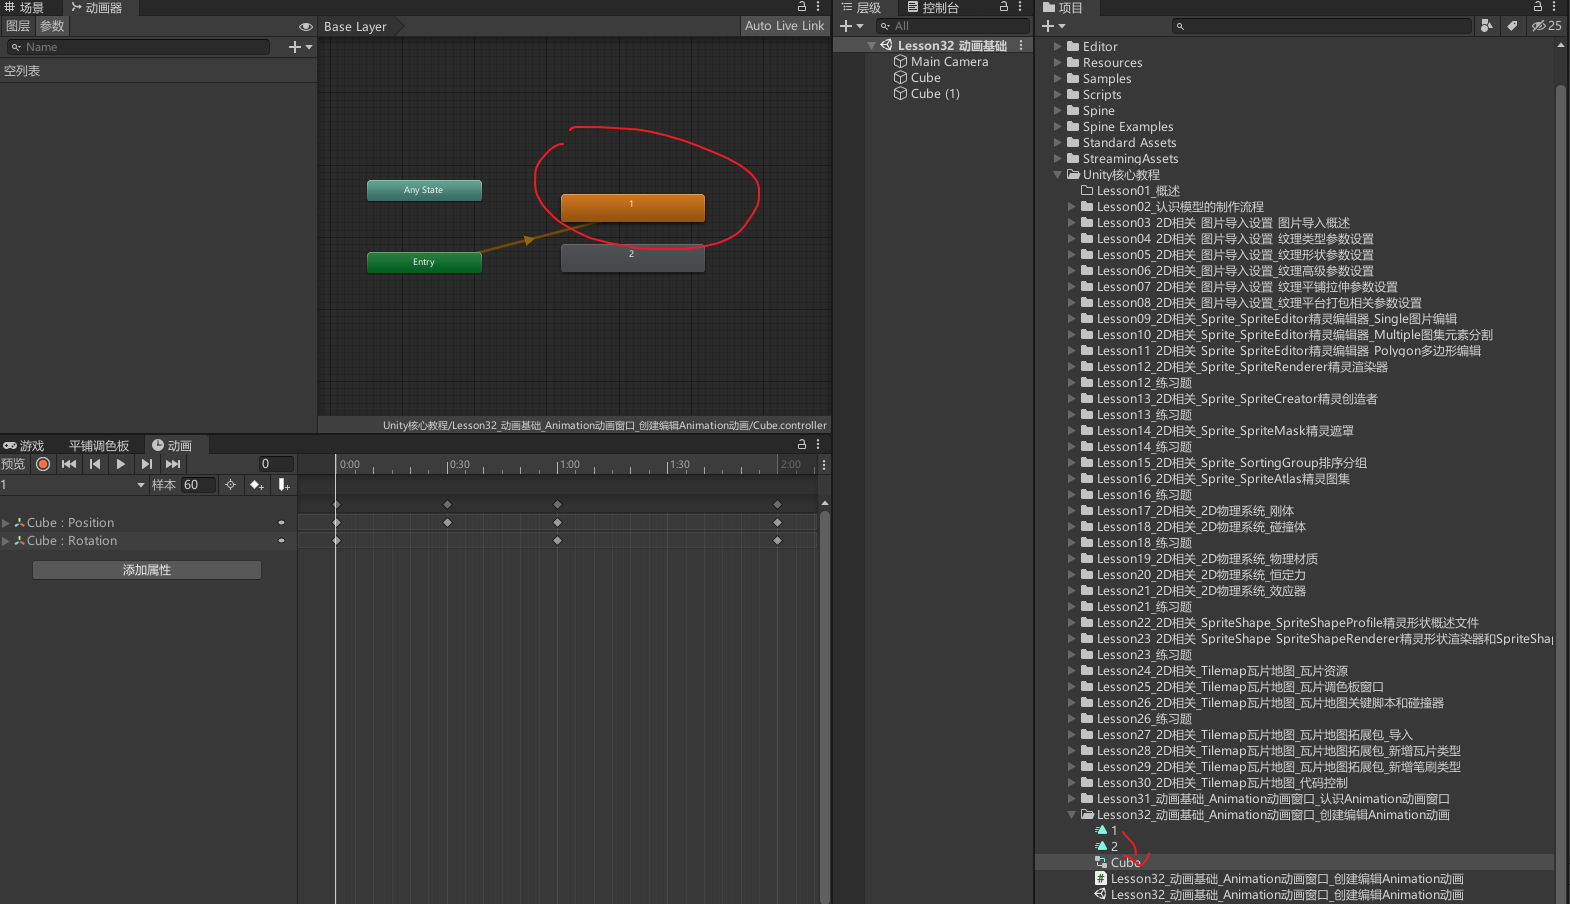 场景
动画器
图层
参数
Base Layer
Auto Live Link
Name
空列表
Any State
Entry
1
2
Unity核心教程/Lesson32_动画基础_Animation动画窗口_创建编辑Animation动画/Cube.controller
游戏
平铺调色板
动画
预览
0
0:00
0:30
1:00
1:30
2:00
1
样本
60
Cube : Position
Cube : Rotation
添加属性
层级
控制台
All
Lesson32 动画基础
Main Camera
Cube
Cube (1)
项目
25
Editor
Resources
Samples
Scripts
Spine
Spine Examples
Standard Assets
StreamingAssets
Unity核心教程
Lesson01_概述
Lesson02_认识模型的制作流程
Lesson03_2D相关_图片导入设置_图片导入概述
Lesson04_2D相关_图片导入设置_纹理类型参数设置
Lesson05_2D相关_图片导入设置_纹理形状参数设置
Lesson06_2D相关_图片导入设置_纹理高级参数设置
Lesson07_2D相关_图片导入设置_纹理平铺拉伸参数设置
Lesson08_2D相关_图片导入设置_纹理平台打包相关参数设置
Lesson09_2D相关_Sprite_SpriteEditor精灵编辑器_Single图片编辑
Lesson10_2D相关_Sprite_SpriteEditor精灵编辑器_Multiple图集元素分割
Lesson11_2D相关_Sprite_SpriteEditor精灵编辑器_Polygon多边形编辑
Lesson12_2D相关_Sprite_SpriteRenderer精灵渲染器
Lesson12_练习题
Lesson13_2D相关_Sprite_SpriteCreator精灵创造者
Lesson13_练习题
Lesson14_2D相关_Sprite_SpriteMask精灵遮罩
Lesson14_练习题
Lesson15_2D相关_Sprite_SortingGroup排序分组
Lesson16_2D相关_Sprite_SpriteAtlas精灵图集
Lesson16_练习题
Lesson17_2D相关_2D物理系统_刚体
Lesson18_2D相关_2D物理系统_碰撞体
Lesson18_练习题
Lesson19_2D相关_2D物理系统_物理材质
Lesson20_2D相关_2D物理系统_恒定力
Lesson21_2D相关_2D物理系统_效应器
Lesson21_练习题
Lesson22_2D相关_SpriteShape_SpriteShapeProfile精灵形状概述文件
Lesson23_2D相关_SpriteShape_SpriteShapeRenderer精灵形状渲染器和SpriteShap
Lesson23_练习题
Lesson24_2D相关_Tilemap瓦片地图_瓦片资源
Lesson25_2D相关_Tilemap瓦片地图_瓦片调色板窗口
Lesson26_2D相关_Tilemap瓦片地图_瓦片地图关键脚本和碰撞器
Lesson26_练习题
Lesson27_2D相关_Tilemap瓦片地图_瓦片地图拓展包_导入
Lesson28_2D相关_Tilemap瓦片地图_瓦片地图拓展包_新增瓦片类型
Lesson29_2D相关_Tilemap瓦片地图_瓦片地图拓展包_新增笔刷类型
Lesson30_2D相关_Tilemap瓦片地图_代码控制
Lesson31_动画基础_Animation动画窗口_认识Animation动画窗口
Lesson32_动画基础_Animation动画窗口_创建编辑Animation动画
1
2
Cube
Lesson32_动画基础_Animation动画窗口_创建编辑Animation动画
Lesson32_动画基础_Animation动画窗口_创建编辑Animation动画